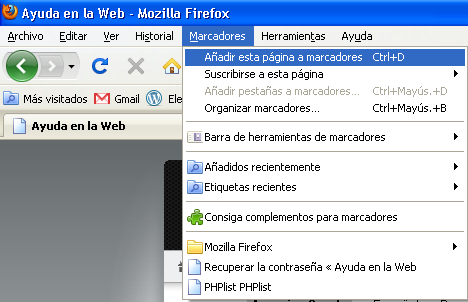 Ayuda en la Web - Mozilla Firefox
Archivo Editar Ver Historial Marcadores Herramientas Ayuda
Añadir esta página a marcadores Ctrl+D
Suscribirse a esta página
Añadir pestañas a marcadores... Ctrl+Mayús.+D
Organizar marcadores... Ctrl+Mayús.+B
Más visitados Gmail Ele
Ayuda en la Web
Barra de herramientas de marcadores
Añadidos recientemente
Etiquetas recientes
Consiga complementos para marcadores
Mozilla Firefox
Recuperar la contraseña « Ayuda en la Web
PHPlist PHPlist